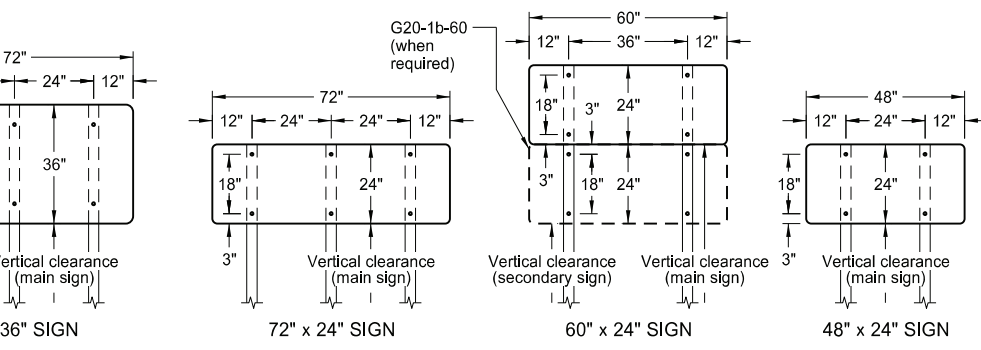 72"
24"
12"
36"
Vertical clearance
(main sign)
36" SIGN
72"
12"
24"
24"
12"
18"
24"
3"
Vertical clearance
(main sign)
72" x 24" SIGN
G20-1b-60
(when
required)
60"
12"
36"
12"
18"
3"
24"
3"
18"
24"
Vertical clearance
(secondary sign)
Vertical clearance
(main sign)
60" x 24" SIGN
48"
12"
24"
12"
18"
24"
3"
Vertical clearance
(main sign)
48" x 24" SIGN